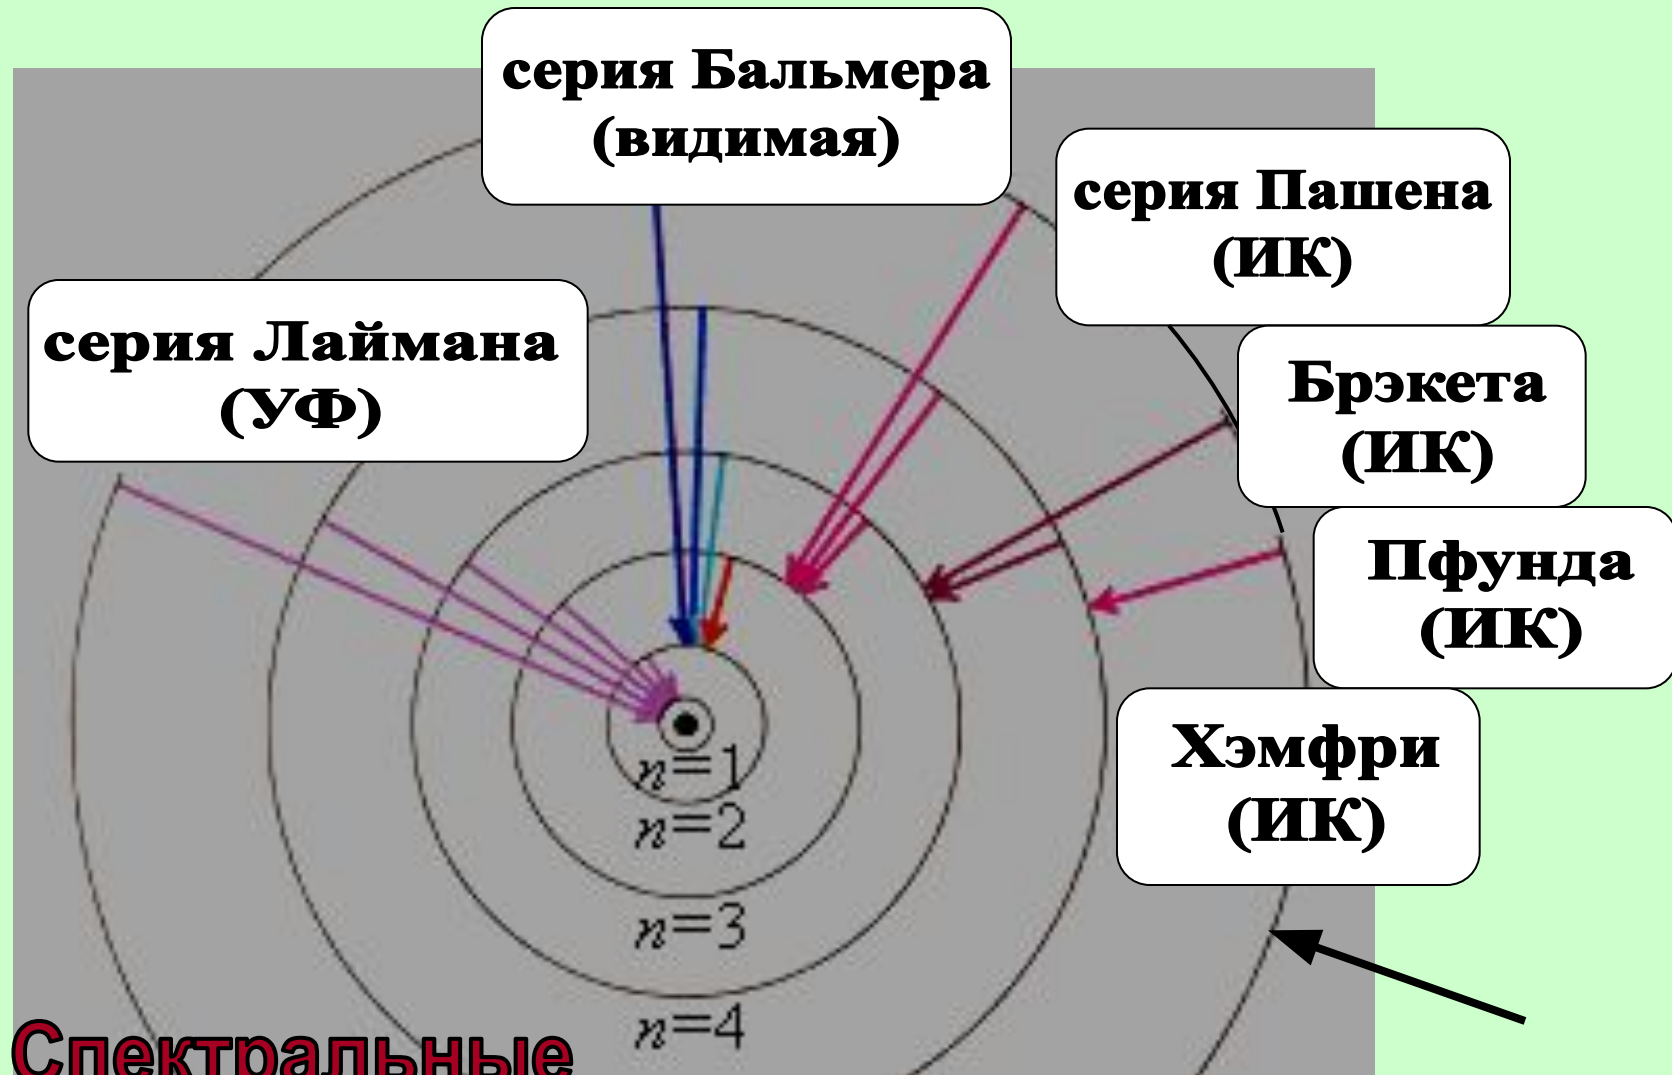 серия Бальмера
(видимая)
серия Пашена
(ИК)
серия Лаймана
(УФ)
Брэкета
(ИК)
Пфунда
(ИК)
Хэмфри
(ИК)
n=1
n=2
n=3
n=4
Спектральные